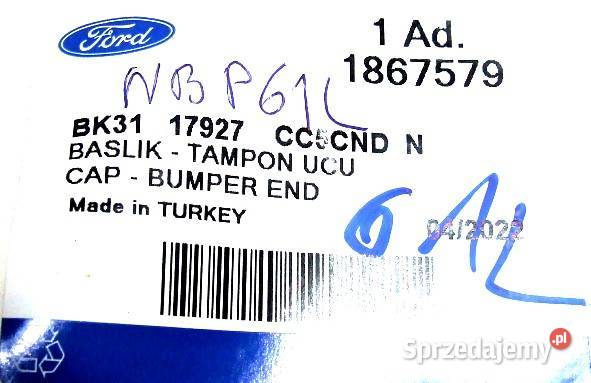 Ford
1 Ad.
1867579
NBP61L
BK31 17927 CC5CND N
BASLIK - TAMPON UCU
CAP - BUMPER END
Made in TURKEY
04/2022
Sprzedajemy.pl